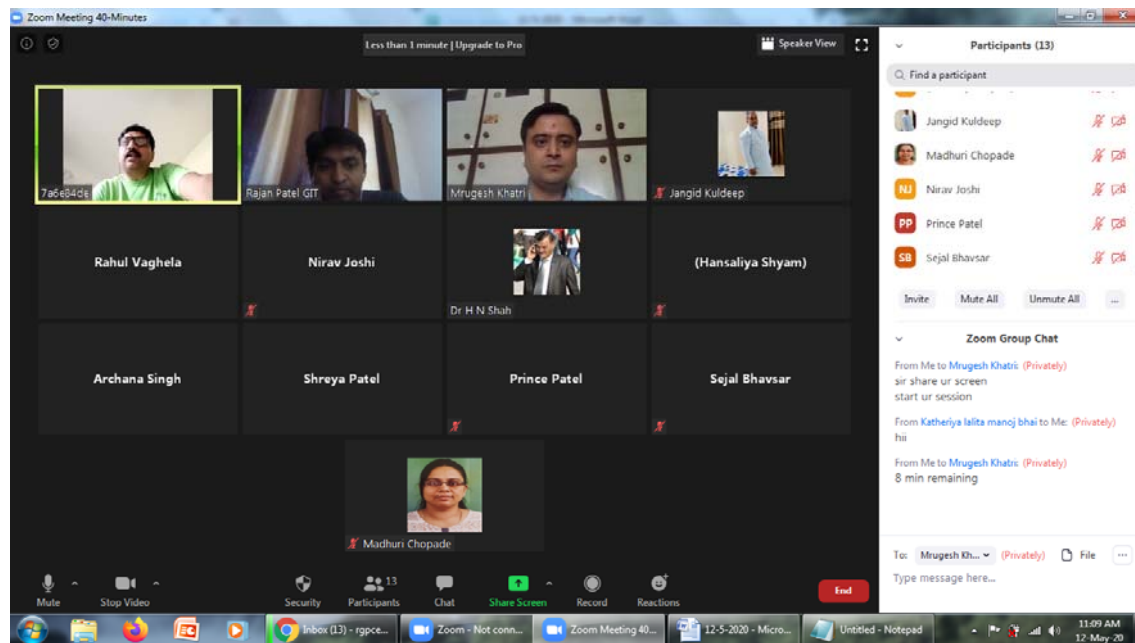 Zoom Meeting 40-Minutes
Less than 1 minute | Upgrade to Pro
Speaker View
7a6e84de
Rajan Patel GIT
Mrugesh Khatri
Jangid Kuldeep
Rahul Vaghela
Nirav Joshi
Dr H N Shah
(Hansaliya Shyam)
Archana Singh
Shreya Patel
Prince Patel
Sejal Bhavsar
Madhuri Chopade
Mute
Stop Video
Security
13
Participants
Chat
Share Screen
Record
Reactions
End
Participants (13)
Find a participant
Jangid Kuldeep
Madhuri Chopade
NJ Nirav Joshi
PP Prince Patel
SB Sejal Bhavsar
Invite Mute All Unmute All ...
Zoom Group Chat
From Me to Mrugesh Khatri: (Privately)
sir share ur screen
start ur session
From Katheriya lalita manoj bhai to Me: (Privately)
hii
From Me to Mrugesh Khatri: (Privately)
8 min remaining
To: Mrugesh Kh... (Privately) File ...
Type message here...
Inbox (13) - rgpce...
Zoom - Not conn...
Zoom Meeting 40...
12-5-2020 - Micro...
Untitled - Notepad
11:09 AM
12-May-20